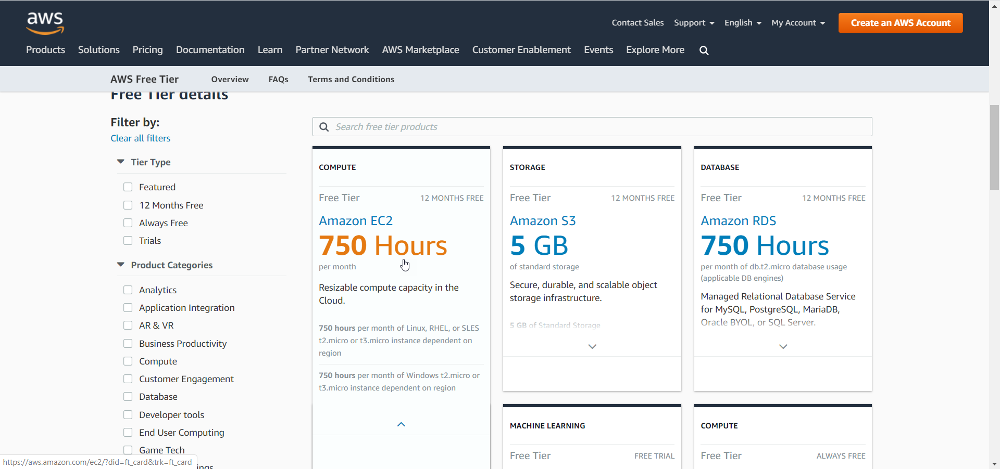 aws
Contact Sales Support English My Account Create an AWS Account
Products Solutions Pricing Documentation Learn Partner Network AWS Marketplace Customer Enablement Events Explore More
AWS Free Tier Overview FAQs Terms and Conditions
Free Tier details
Filter by:
Clear all filters
Tier Type
Featured
12 Months Free
Always Free
Trials
Product Categories
Analytics
Application Integration
AR & VR
Business Productivity
Compute
Customer Engagement
Database
Developer tools
End User Computing
Game Tech
Search free tier products
COMPUTE
Free Tier 12 MONTHS FREE
Amazon EC2
750 Hours
per month
Resizable compute capacity in the
Cloud.
750 hours per month of Linux, RHEL, or SLES
t2.micro or t3.micro instance dependent on
region
750 hours per month of Windows t2.micro or
t3.micro instance dependent on region
STORAGE
Free Tier 12 MONTHS FREE
Amazon S3
5 GB
of standard storage
Secure, durable, and scalable object
storage infrastructure.
5 GB of Standard Storage
DATABASE
Free Tier 12 MONTHS FREE
Amazon RDS
750 Hours
per month of db.t2.micro database usage
(applicable DB engines)
Managed Relational Database Service
for MySQL, PostgreSQL, MariaDB,
Oracle BYOL, or SQL Server.
MACHINE LEARNING
Free Tier FREE TRIAL
COMPUTE
Free Tier ALWAYS FREE
https://aws.amazon.com/ec2/?did=ft_card&trk=ft_card